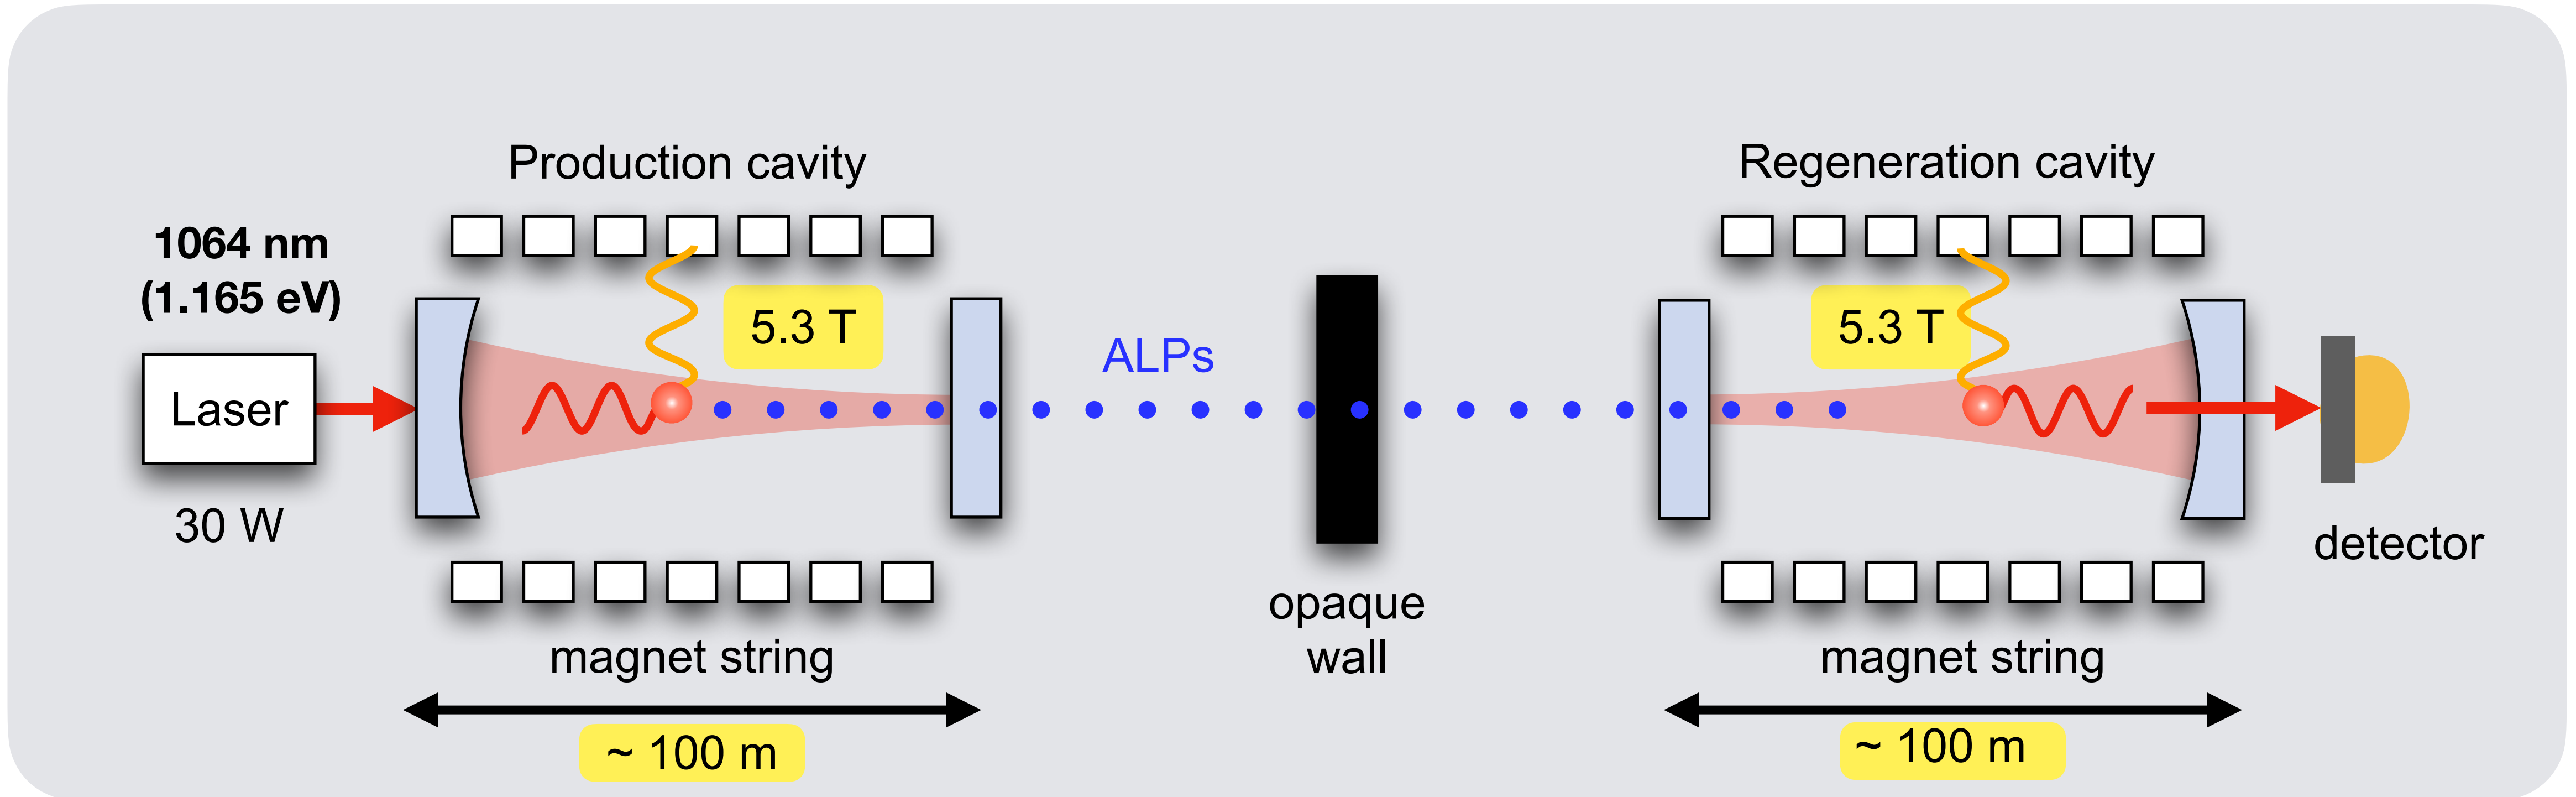 Production cavity
Regeneration cavity
1064 nm
(1.165 eV)
5.3 T
5.3 T
ALPs
Laser
30 W
detector
opaque
wall
magnet string
magnet string
~ 100 m
~ 100 m